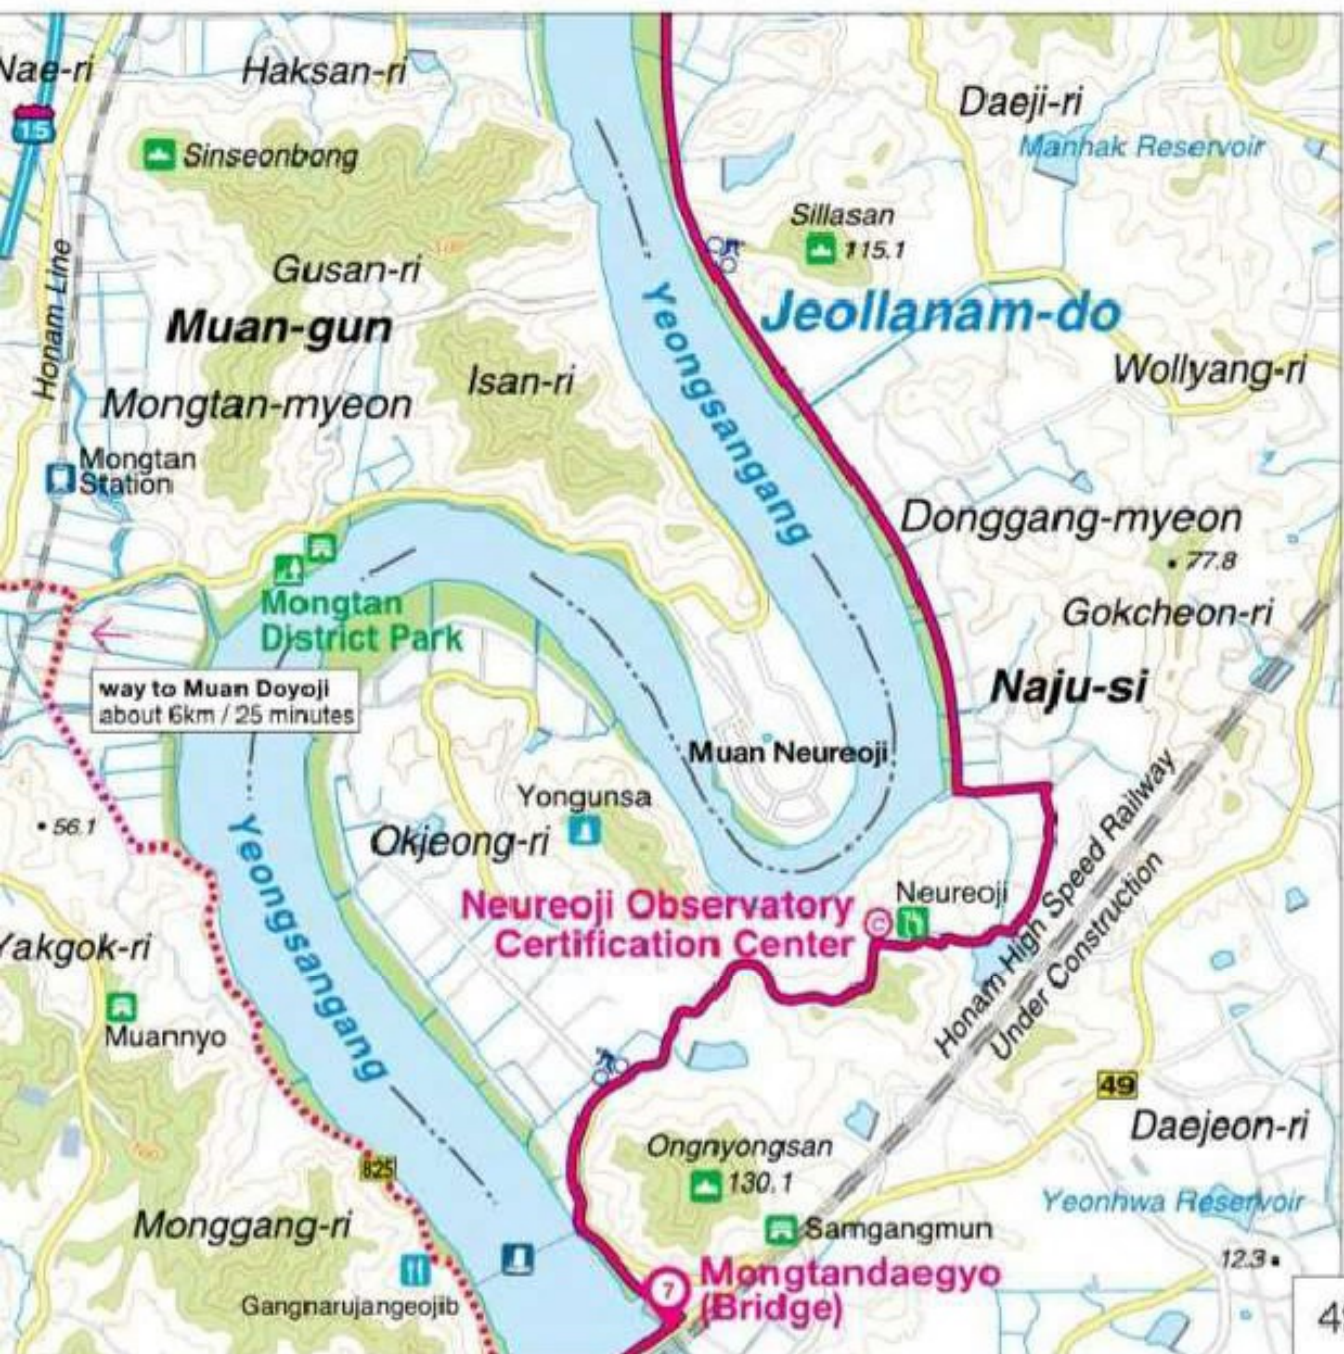 Nae-ri
Haksan-ri
15
Sinseonbong
Daeji-ri
Manhak Reservoir
Sillasan
115.1
Gusan-ri
Muan-gun
Jeollanam-do
Honam Line
Isan-ri
Wollyang-ri
Mongtan-myeon
Mongtan
Station
Yeongsangang
Donggang-myeon
77.8
Mongtan
District Park
Gokcheon-ri
Naju-si
way to Muan Doyoji
about 6km / 25 minutes
Muan Neureoji
Yongunsa
56.1
Okjeong-ri
Yeongsangang
Neureoji Observatory
Certification Center
C
Neureoji
Honam High Speed Railway
Under Construction
Yakgok-ri
Muannyo
49
Daejeon-ri
Ongnyongsan
130.1
825
Yeonhwa Reservoir
Monggang-ri
Samgangmun
12.3
Gangnarujangeojib
7
Mongtandaegyo
(Bridge)